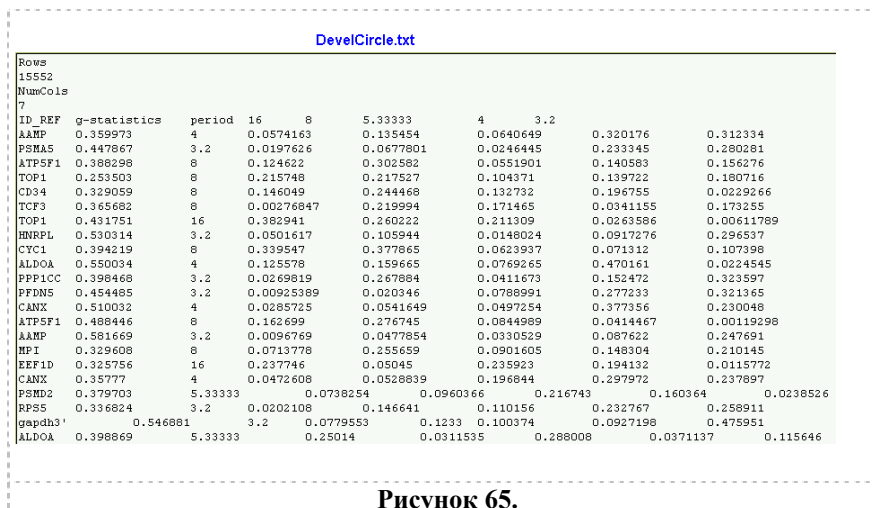 DevelCircle.txt
Rows
15552
NumCols
7
ID_REF g-statistics period 16 8 5.33333 4 3.2
AAMP 0.359973 4 0.0574163 0.135454 0.0640649 0.320176 0.312334
PSMA5 0.447867 3.2 0.0197626 0.0677801 0.0246445 0.233345 0.280281
ATP5F1 0.388298 8 0.124622 0.302582 0.0551901 0.140583 0.156276
TOP1 0.253503 8 0.215748 0.217527 0.104371 0.139722 0.180716
CD34 0.329059 8 0.146049 0.244468 0.132732 0.196755 0.0229266
TCF3 0.365682 8 0.00276847 0.219994 0.171465 0.0341155 0.173255
TOP1 0.431751 16 0.382941 0.260222 0.211309 0.0263586 0.00611789
HNRPL 0.530314 3.2 0.0501617 0.105944 0.0148024 0.0917276 0.296537
CYC1 0.394219 8 0.339547 0.377865 0.0623937 0.071312 0.107398
ALDOA 0.550034 4 0.125578 0.159665 0.0769265 0.470161 0.0224545
PPP1CC 0.398468 3.2 0.0269819 0.267884 0.0411673 0.152472 0.323597
PFDN5 0.454485 3.2 0.00925389 0.020346 0.0788991 0.277233 0.321365
CANX 0.510032 4 0.0285725 0.0541649 0.0497254 0.377356 0.230048
ATP5F1 0.488446 8 0.162699 0.276745 0.0844989 0.0414467 0.00119298
AAMP 0.581669 3.2 0.0096769 0.0477854 0.0330529 0.087622 0.247691
MPI 0.329608 8 0.0713778 0.255659 0.0901605 0.148304 0.210145
EEF1D 0.325756 16 0.237746 0.05045 0.235923 0.194132 0.0115772
CANX 0.35777 4 0.0472608 0.0528839 0.196844 0.297972 0.237897
PSMD2 0.379703 5.33333 0.0738254 0.0960366 0.216743 0.160364 0.0238526
RPS5 0.336824 3.2 0.0202108 0.146641 0.110156 0.232767 0.258911
gapdh3' 0.546881 3.2 0.0779553 0.1233 0.100374 0.0927198 0.475951
ALDOA 0.398869 5.33333 0.25014 0.0311535 0.288008 0.0371137 0.115646
Рисунок 65.